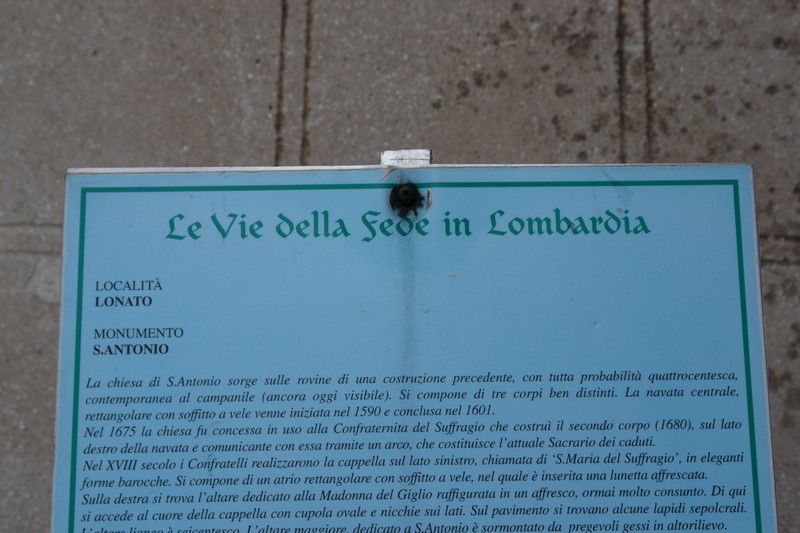 Le Vie della Fede in Lombardia
LOCALITÀ
LONATO
MONUMENTO
S.ANTONIO
La chiesa di S.Antonio sorge sulle rovine di una costruzione precedente, con tutta probabilità quattrocentesca,
contemporanea al campanile (ancora oggi visibile). Si compone di tre corpi ben distinti. La navata centrale,
rettangolare con soffitto a vele venne iniziata nel 1590 e conclusa nel 1601.
Nel 1675 la chiesa fu concessa in uso alla Confraternita del Suffragio che costruì il secondo corpo (1680), sul lato
destro della navata e comunicante con essa tramite un arco, che costituisce l'attuale Sacrario dei caduti.
Nel XVIII secolo i Confratelli realizzarono la cappella sul lato sinistro, chiamata di 'S.Maria del Suffragio', in eleganti
forme barocche. Si compone di un atrio rettangolare con soffitto a vele, nel quale è inserita una lunetta affrescata.
Sulla destra si trova l'altare dedicato alla Madonna del Giglio raffigurata in un affresco, ormai molto consunto. Di qui
si accede al cuore della cappella con cupola ovale e nicchie sui lati. Sul pavimento si trovano alcune lapidi sepolcrali.
L'altare ligneo è seicentesco. L'altare maggiore, dedicato a S.Antonio è sormontato da pregevoli gessi in altorilievo.